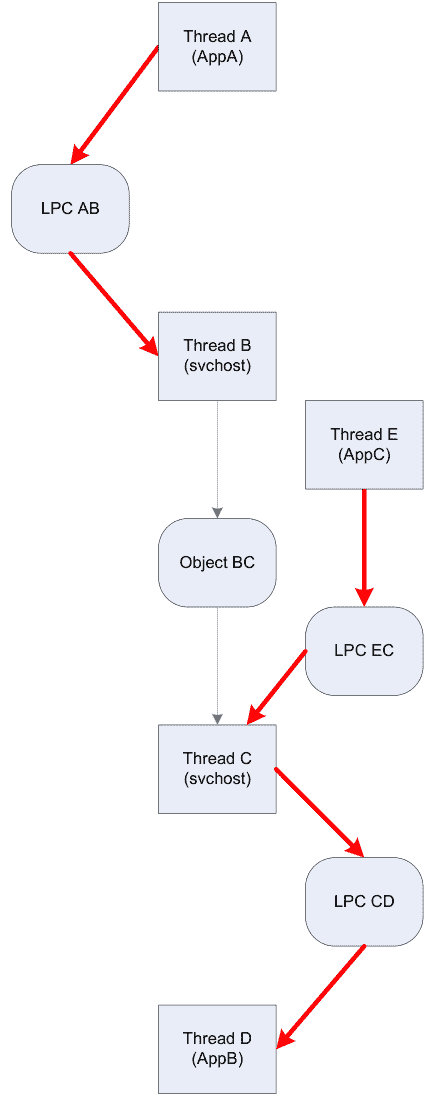 Thread A
(AppA)
LPC AB
Thread B
(svchost)
Thread E
(AppC)
Object BC
LPC EC
Thread C
(svchost)
LPC CD
Thread D
(AppB)